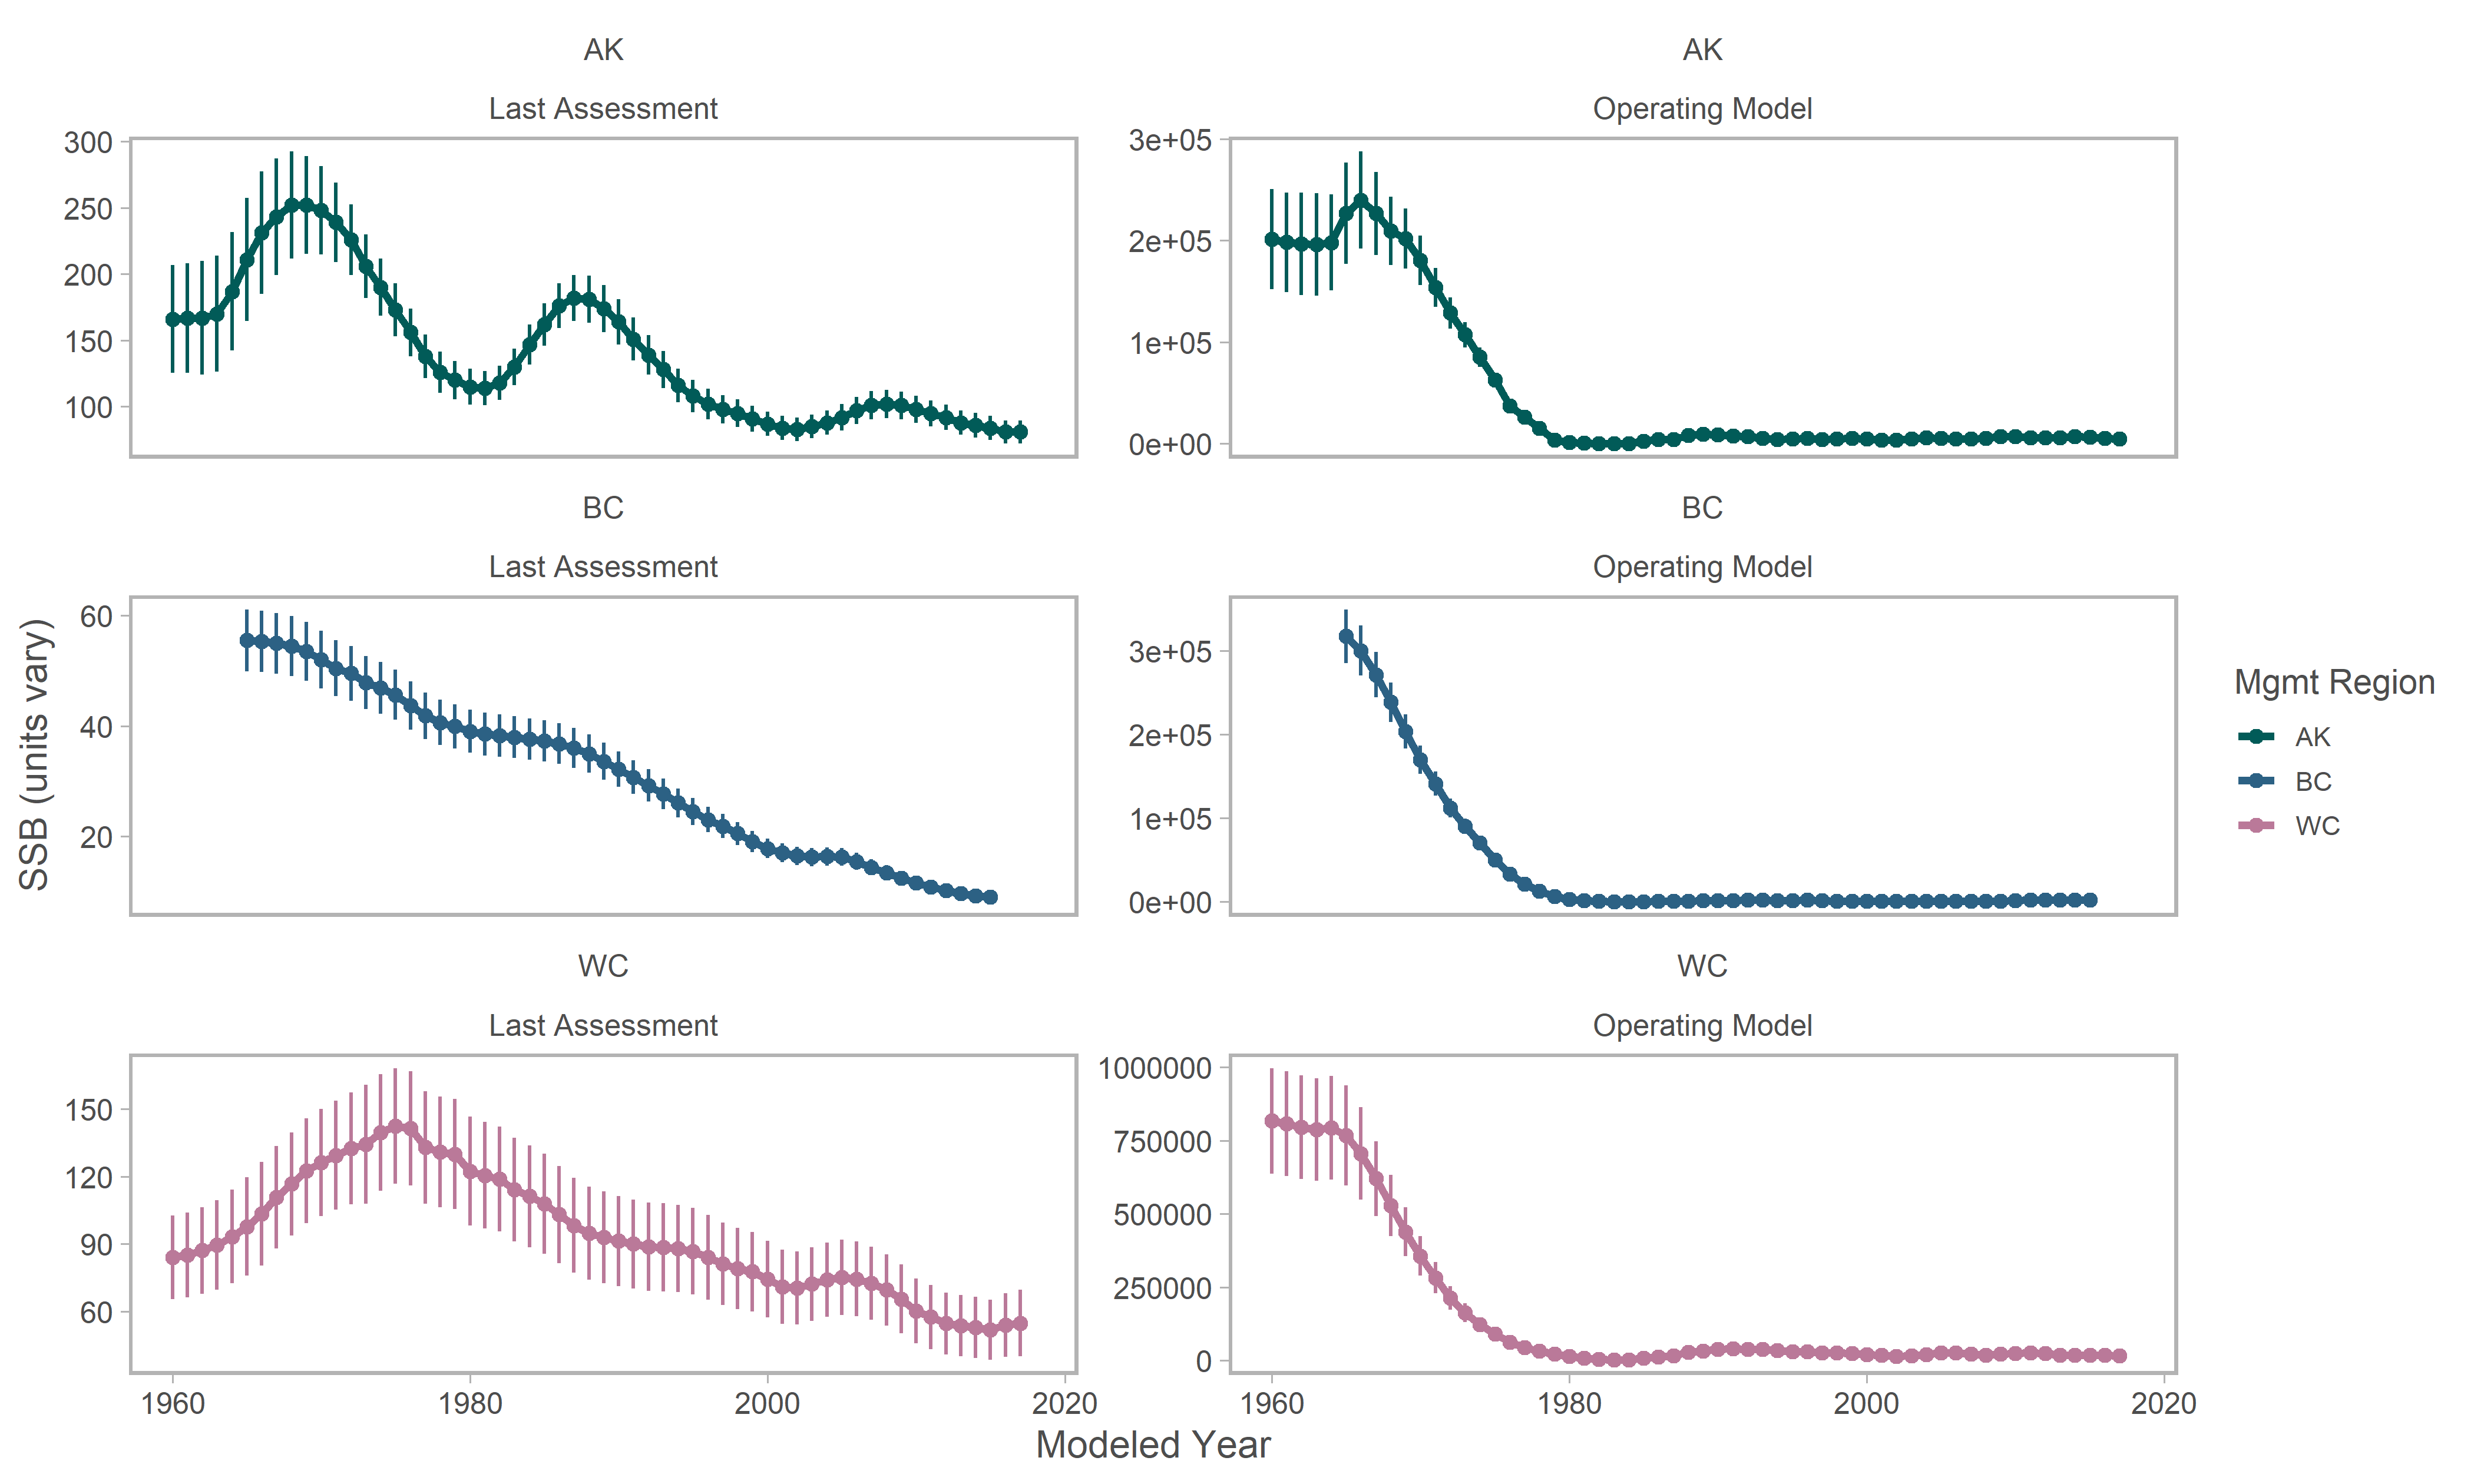 AK
Last Assessment
300
250
200
150
100
AK
Operating Model
3e+05
2e+05
1e+05
0e+00
BC
Last Assessment
60
40
20
BC
Operating Model
3e+05
2e+05
1e+05
0e+00
WC
Last Assessment
150
120
90
60
1960
1980
2000
2020
WC
Operating Model
1000000
750000
500000
250000
0
1960
1980
2000
2020
SSB (units vary)
Modeled Year
Mgmt Region
AK
BC
WC